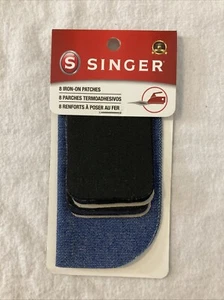 S SINGER
8 IRON-ON PATCHES
8 PARCHES TERMOADHESIVOS
8 RENFORTS À POSER AU FER